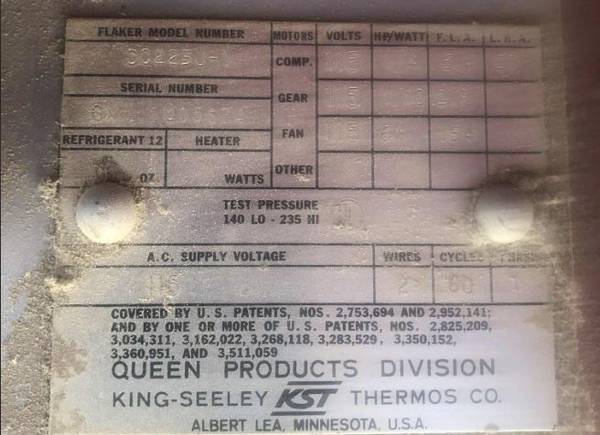 FLAKER MODEL NUMBER MOTORS VOLTS HP/WATT F.L.A. L.R.A.
COMP.
SERIAL NUMBER
GEAR
REFRIGERANT 12 HEATER FAN
OZ. WATTS OTHER
TEST PRESSURE
140 LO - 235 HI
A.C. SUPPLY VOLTAGE WIRES CYCLES
115 2 60
COVERED BY U.S. PATENTS, NOS. 2,753,694 AND 2,952,141;
AND BY ONE OR MORE OF U.S. PATENTS, NOS. 2,825,209,
3,034,311, 3,162,022, 3,268,118, 3,283,529, 3,350,152,
3,360,951, AND 3,511,059
QUEEN PRODUCTS DIVISION
KING-SEELEY KST THERMOS CO.
ALBERT LEA, MINNESOTA, U.S.A.